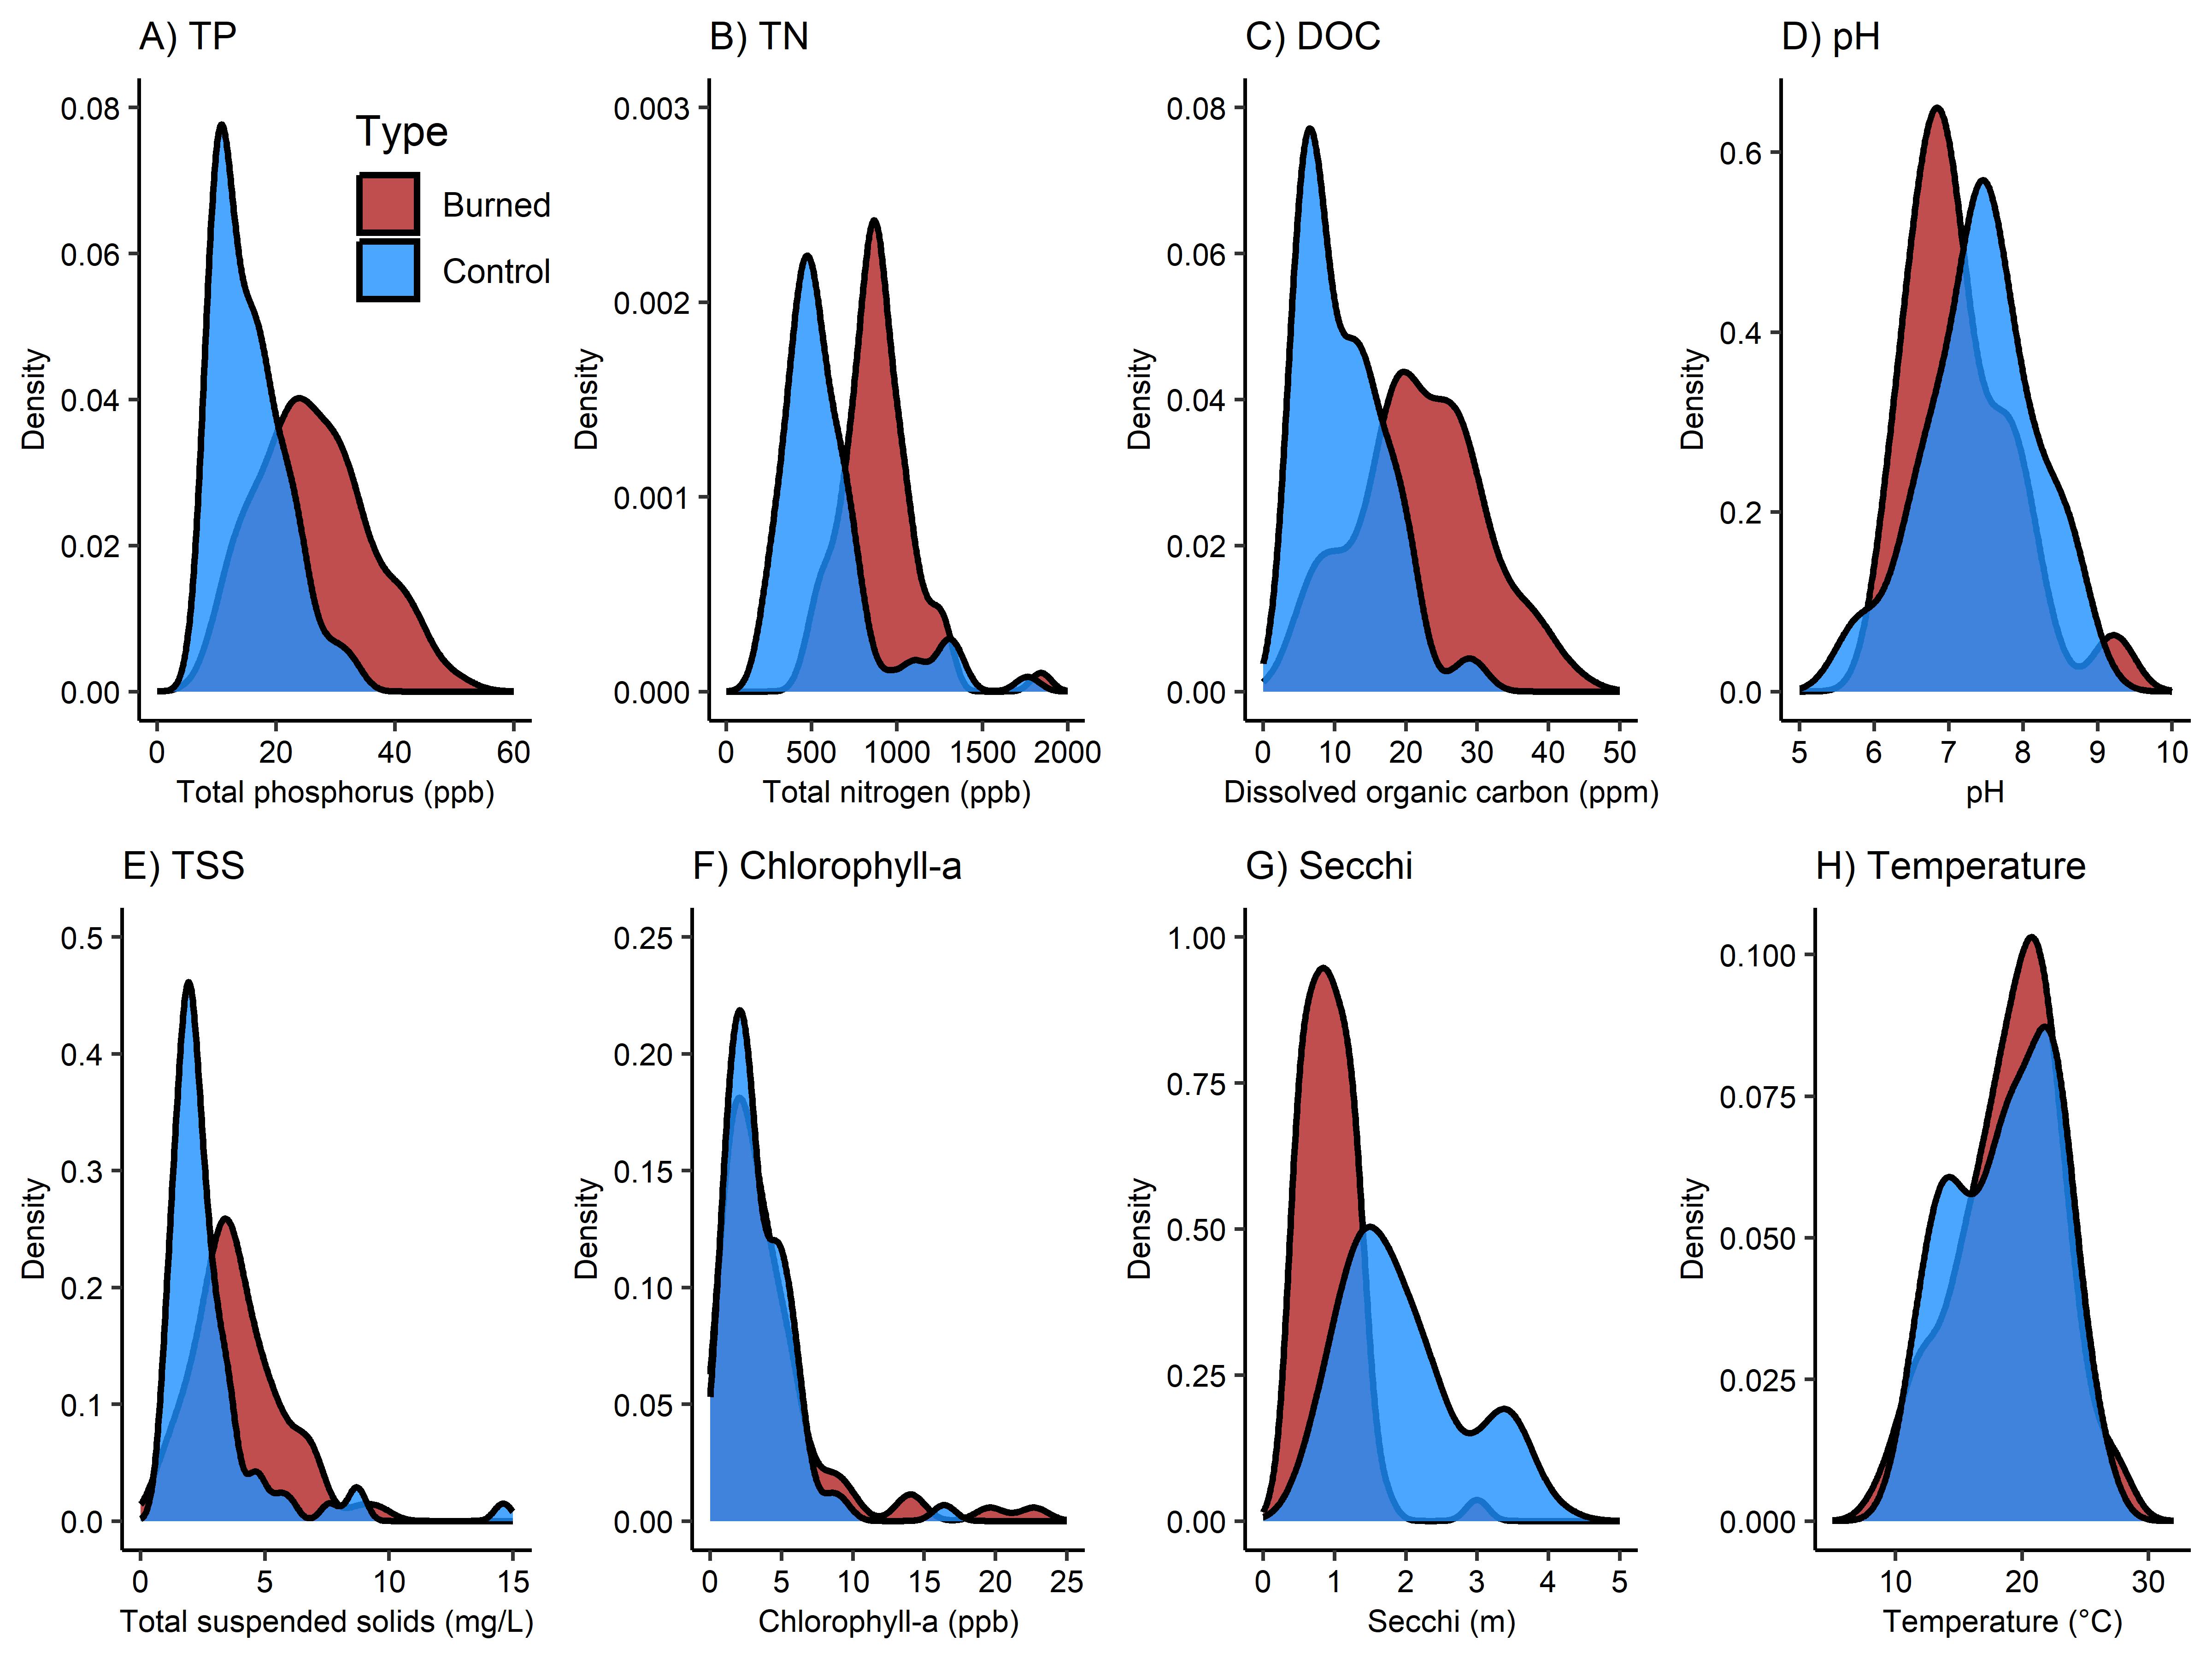 A) TP
0.08
0.06
0.04
0.02
0.00
Density
0 20 40 60
Total phosphorus (ppb)
Type
Burned
Control
B) TN
0.003
0.002
0.001
0.000
Density
0 500 1000 1500 2000
Total nitrogen (ppb)
C) DOC
0.08
0.06
0.04
0.02
0.00
Density
0 10 20 30 40 50
Dissolved organic carbon (ppm)
D) pH
0.6
0.4
0.2
0.0
Density
5 6 7 8 9 10
pH
E) TSS
0.5
0.4
0.3
0.2
0.1
0.0
Density
0 5 10 15
Total suspended solids (mg/L)
F) Chlorophyll-a
0.25
0.20
0.15
0.10
0.05
0.00
Density
0 5 10 15 20 25
Chlorophyll-a (ppb)
G) Secchi
1.00
0.75
0.50
0.25
0.00
Density
0 1 2 3 4 5
Secchi (m)
H) Temperature
0.100
0.075
0.050
0.025
0.000
Density
10 20 30
Temperature (°C)